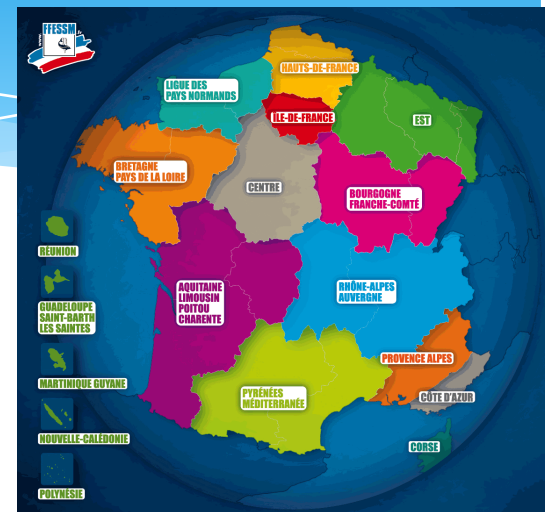 www.
FFESSM
.fr
HAUTS-DE-FRANCE
LIGUE DES
PAYS NORMANDS
ÎLE-DE-FRANCE
EST
BRETAGNE
PAYS DE LA LOIRE
CENTRE
BOURGOGNE
FRANCHE-COMTÉ
RÉUNION
AQUITAINE
LIMOUSIN
POITOU
CHARENTE
RHÔNE-ALPES
AUVERGNE
GUADELOUPE
SAINT-BARTH
LES SAINTES
PROVENCE ALPES
MARTINIQUE GUYANE
PYRÉNÉES
MÉDITERRANÉE
CÔTE D'AZUR
NOUVELLE-CALÉDONIE
CORSE
POLYNÉSIE